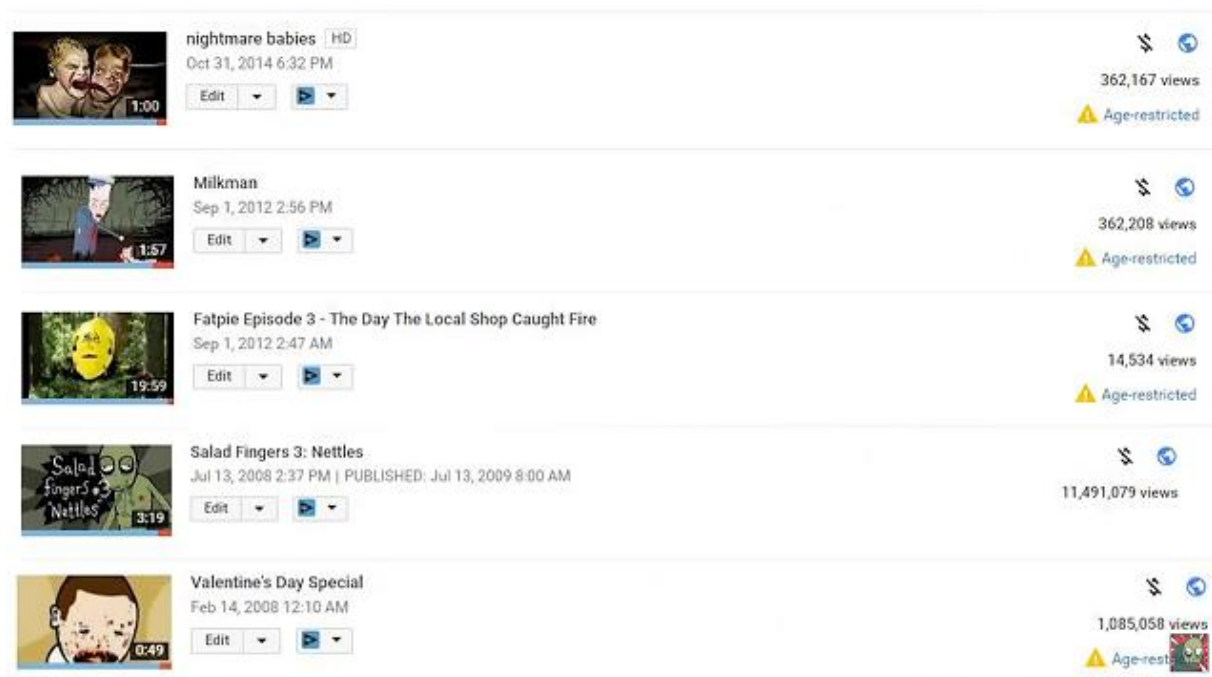 nightmare babies HD
Oct 31, 2014 6:32 PM
Edit
1:00
362,167 views
Age-restricted
Milkman
Sep 1, 2012 2:56 PM
Edit
1:57
362,208 views
Age-restricted
Fatpie Episode 3 - The Day The Local Shop Caught Fire
Sep 1, 2012 2:47 AM
Edit
19:59
14,534 views
Age-restricted
Salad Fingers 3: Nettles
Jul 13, 2008 2:37 PM | PUBLISHED: Jul 13, 2009 8:00 AM
Edit
Salad
fingers #3
"Nettles"
3:19
11,491,079 views
Valentine's Day Special
Feb 14, 2008 12:10 AM
Edit
0:49
1,085,058 views
Age-rest